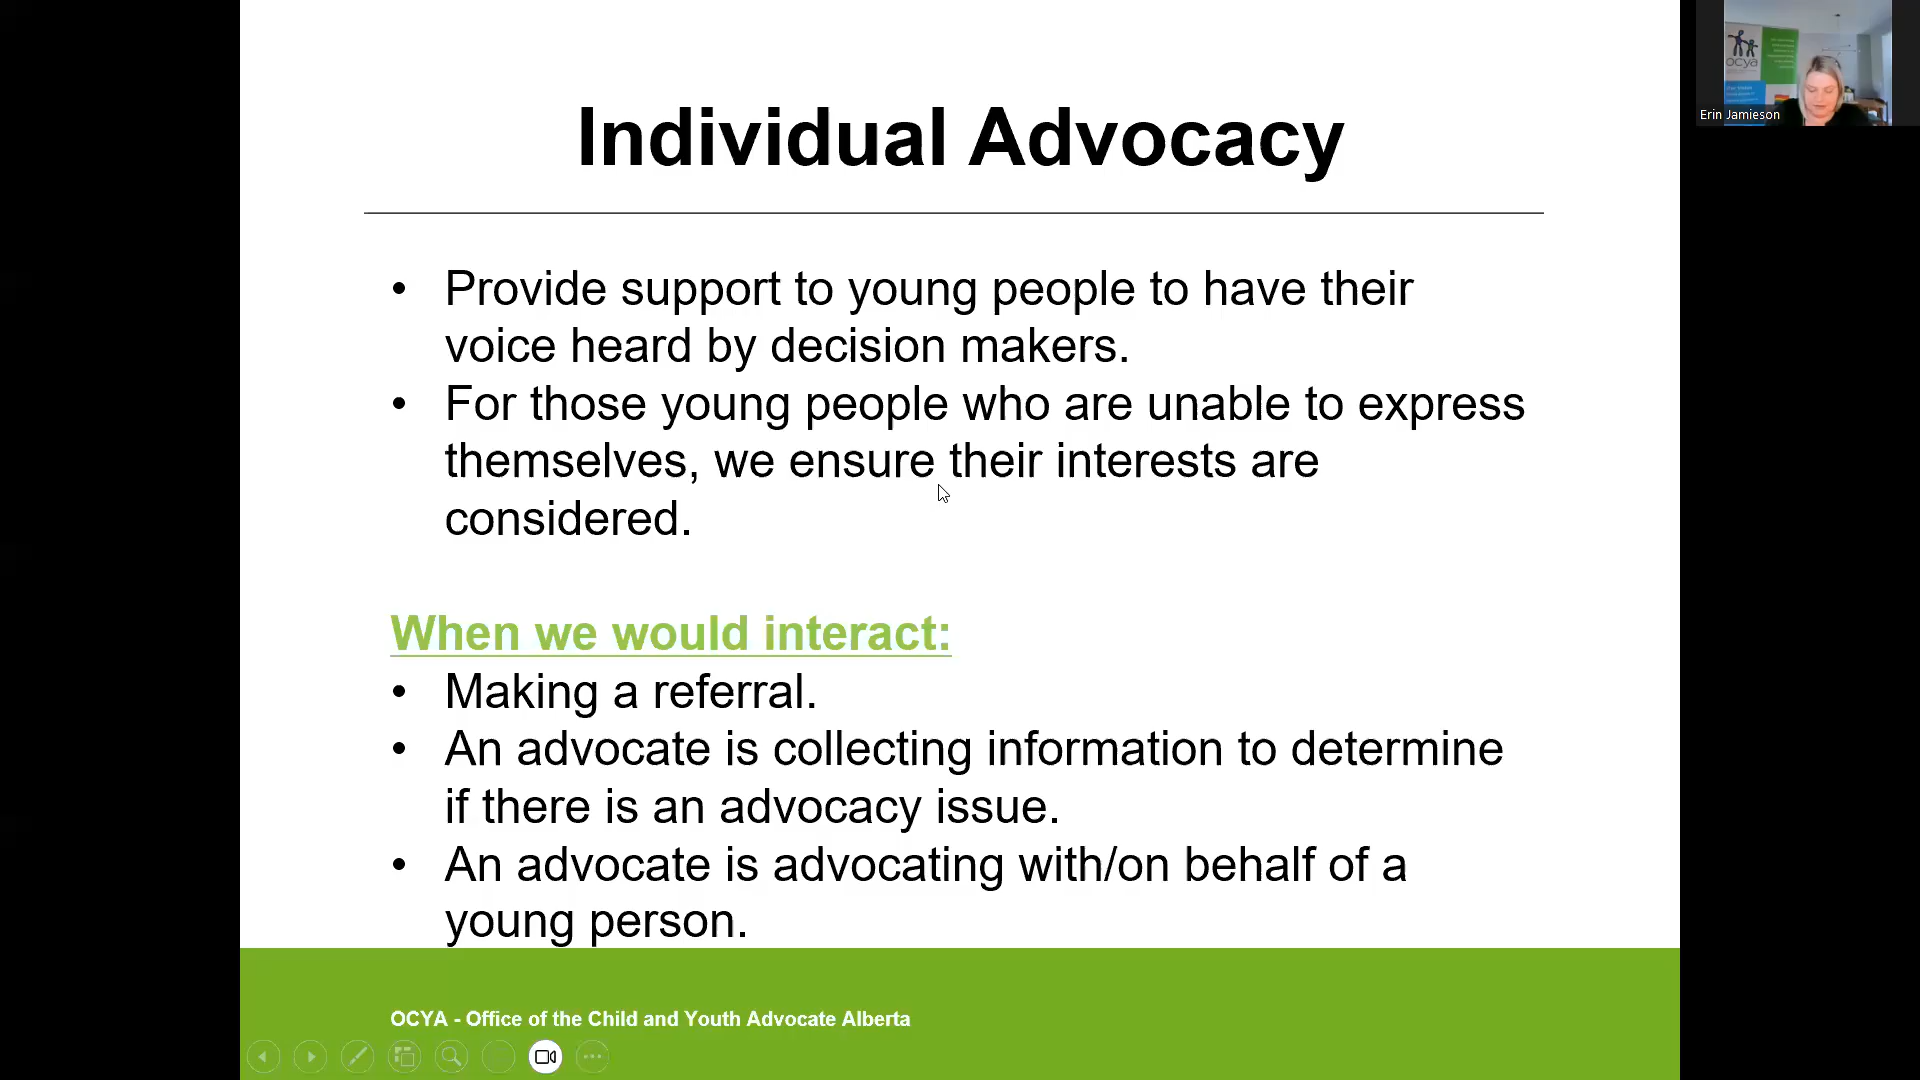 Individual Advocacy
• Provide support to young people to have their
voice heard by decision makers.
• For those young people who are unable to express
themselves, we ensure their interests are
considered.
When we would interact:
• Making a referral.
• An advocate is collecting information to determine
if there is an advocacy issue.
• An advocate is advocating with/on behalf of a
young person.
OCYA - Office of the Child and Youth Advocate Alberta
ocya
Erin Jamieson